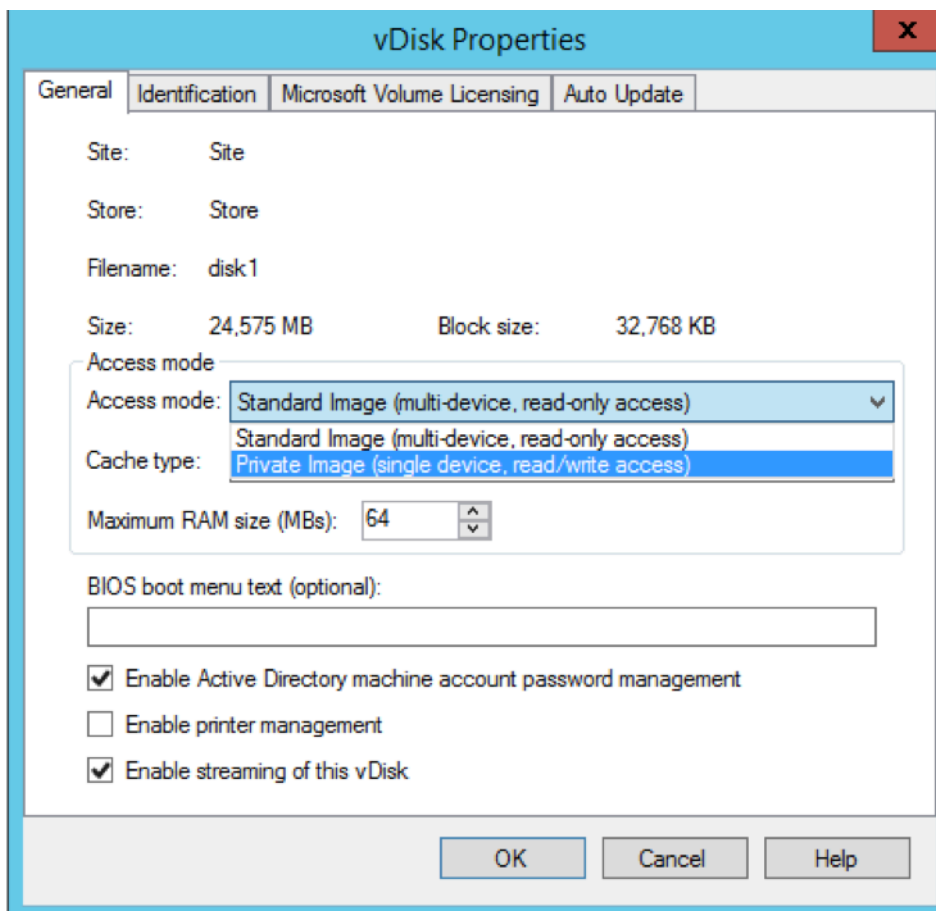 vDisk Properties
x
General Identification Microsoft Volume Licensing Auto Update
Site: Site
Store: Store
Filename: disk1
Size: 24,575 MB Block size: 32,768 KB
Access mode
Access mode: Standard Image (multi-device, read-only access)
Standard Image (multi-device, read-only access)
Cache type: Private Image (single device, read/write access)
Maximum RAM size (MBs): 64
BIOS boot menu text (optional):
Enable Active Directory machine account password management
Enable printer management
Enable streaming of this vDisk
OK Cancel Help